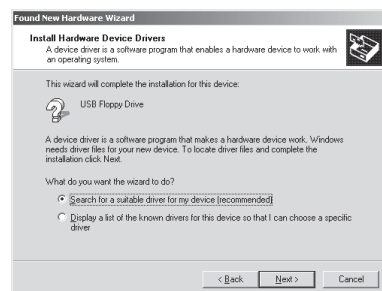 Found New Hardware Wizard
Install Hardware Device Drivers
A device driver is a software program that enables a hardware device to work with
an operating system.
This wizard will complete the installation for this device:
USB Floppy Drive
A device driver is a software program that makes a hardware device work. Windows
needs driver files for your new device. To locate driver files and complete the
installation click Next.
What do you want the wizard to do?
Search for a suitable driver for my device (recommended)
Display a list of the known drivers for this device so that I can choose a specific
driver
< Back Next > Cancel